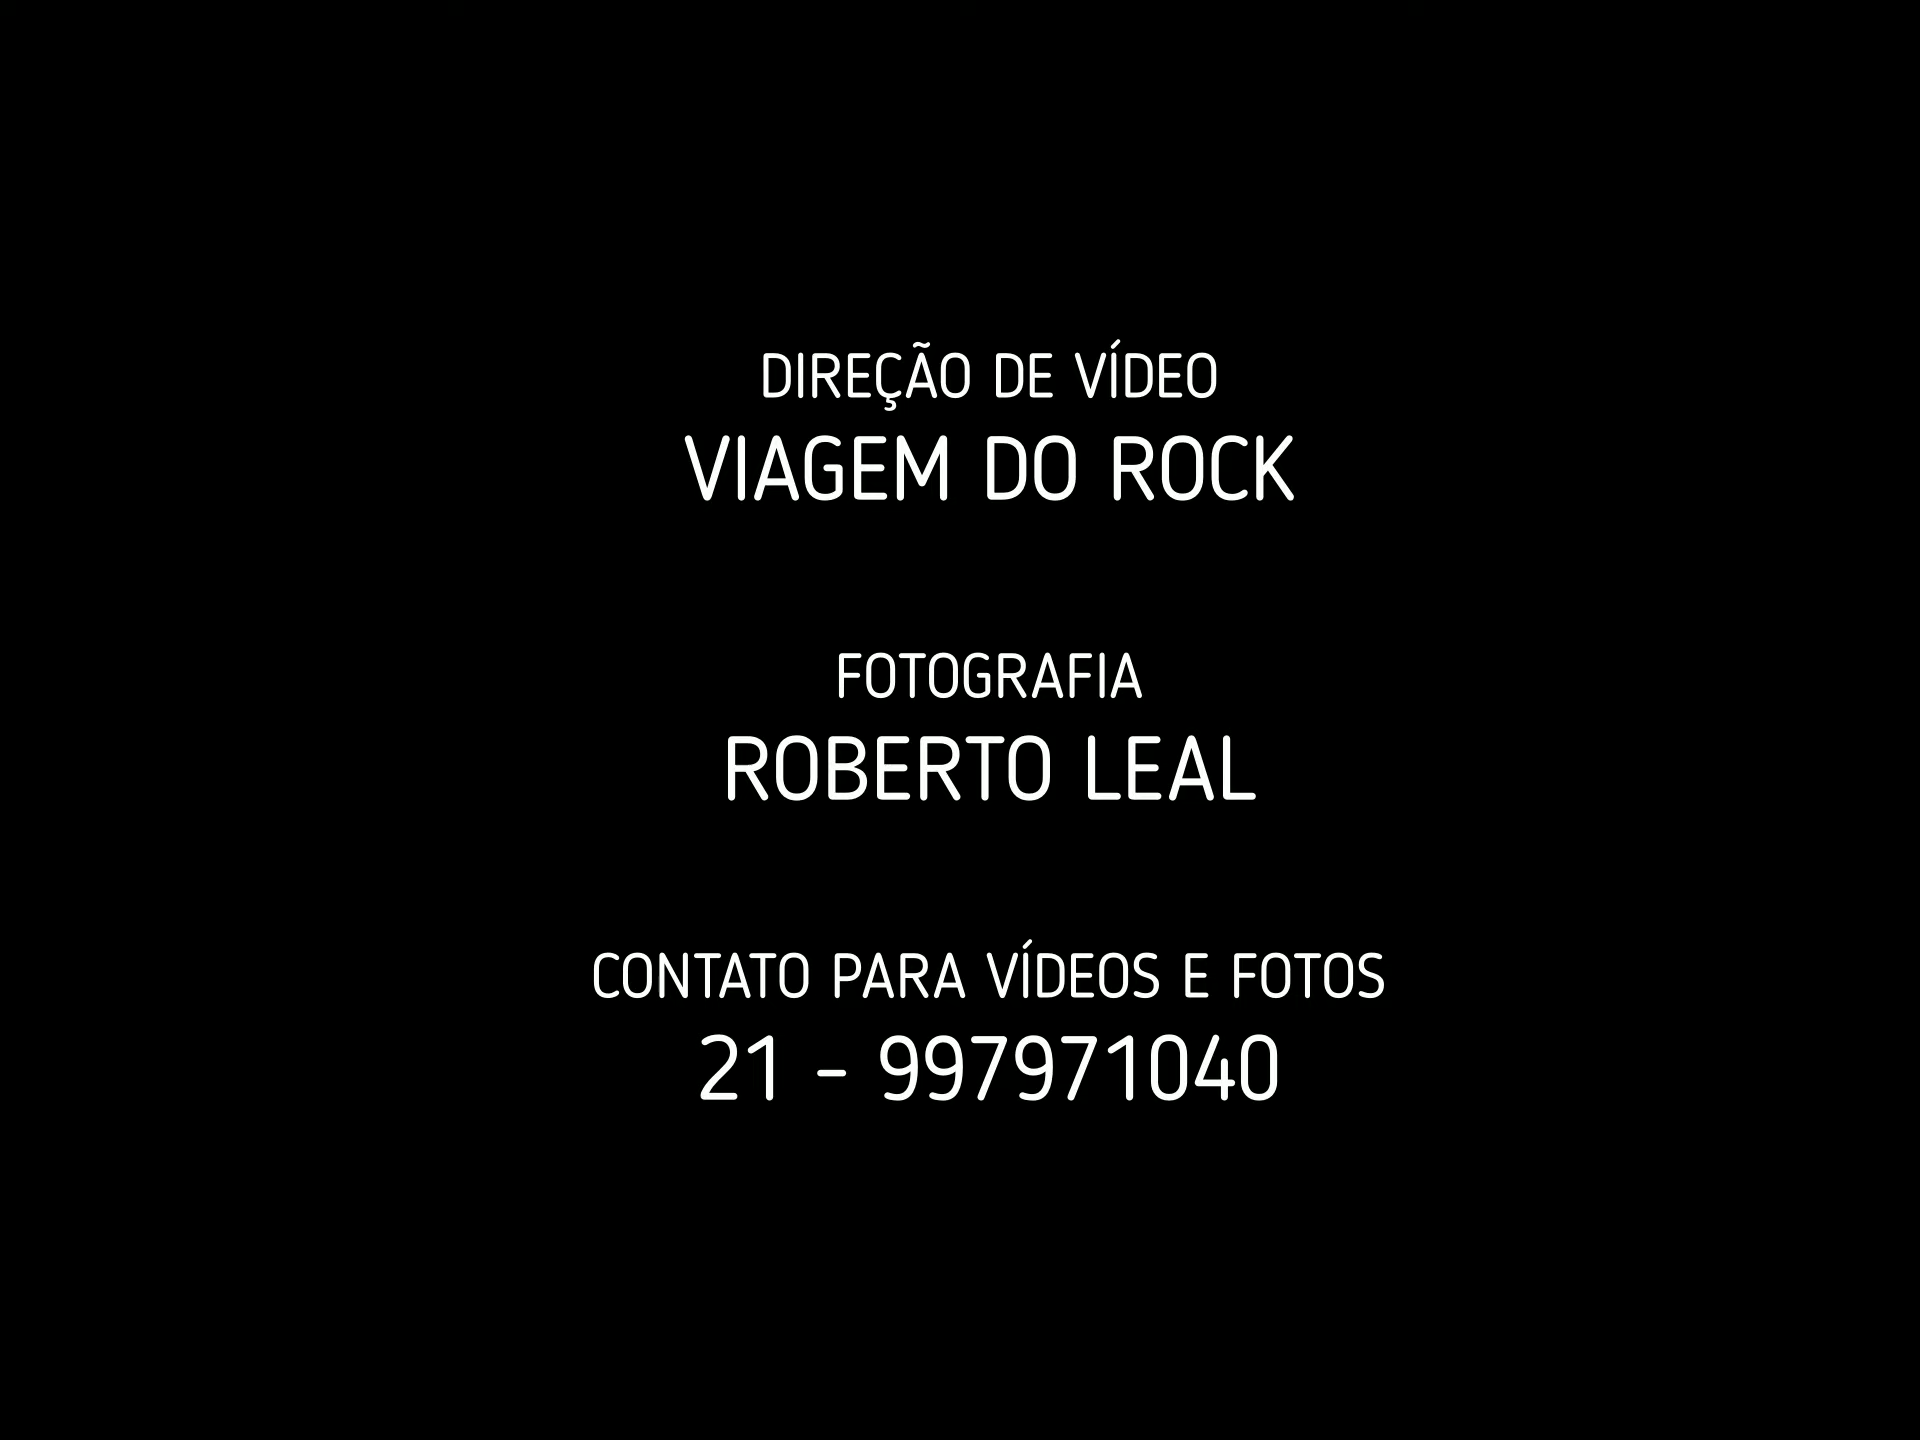 DIREÇÃO DE VÍDEO
VIAGEM DO ROCK
FOTOGRAFIA
ROBERTO LEAL
CONTATO PARA VÍDEOS E FOTOS
21 - 997971040